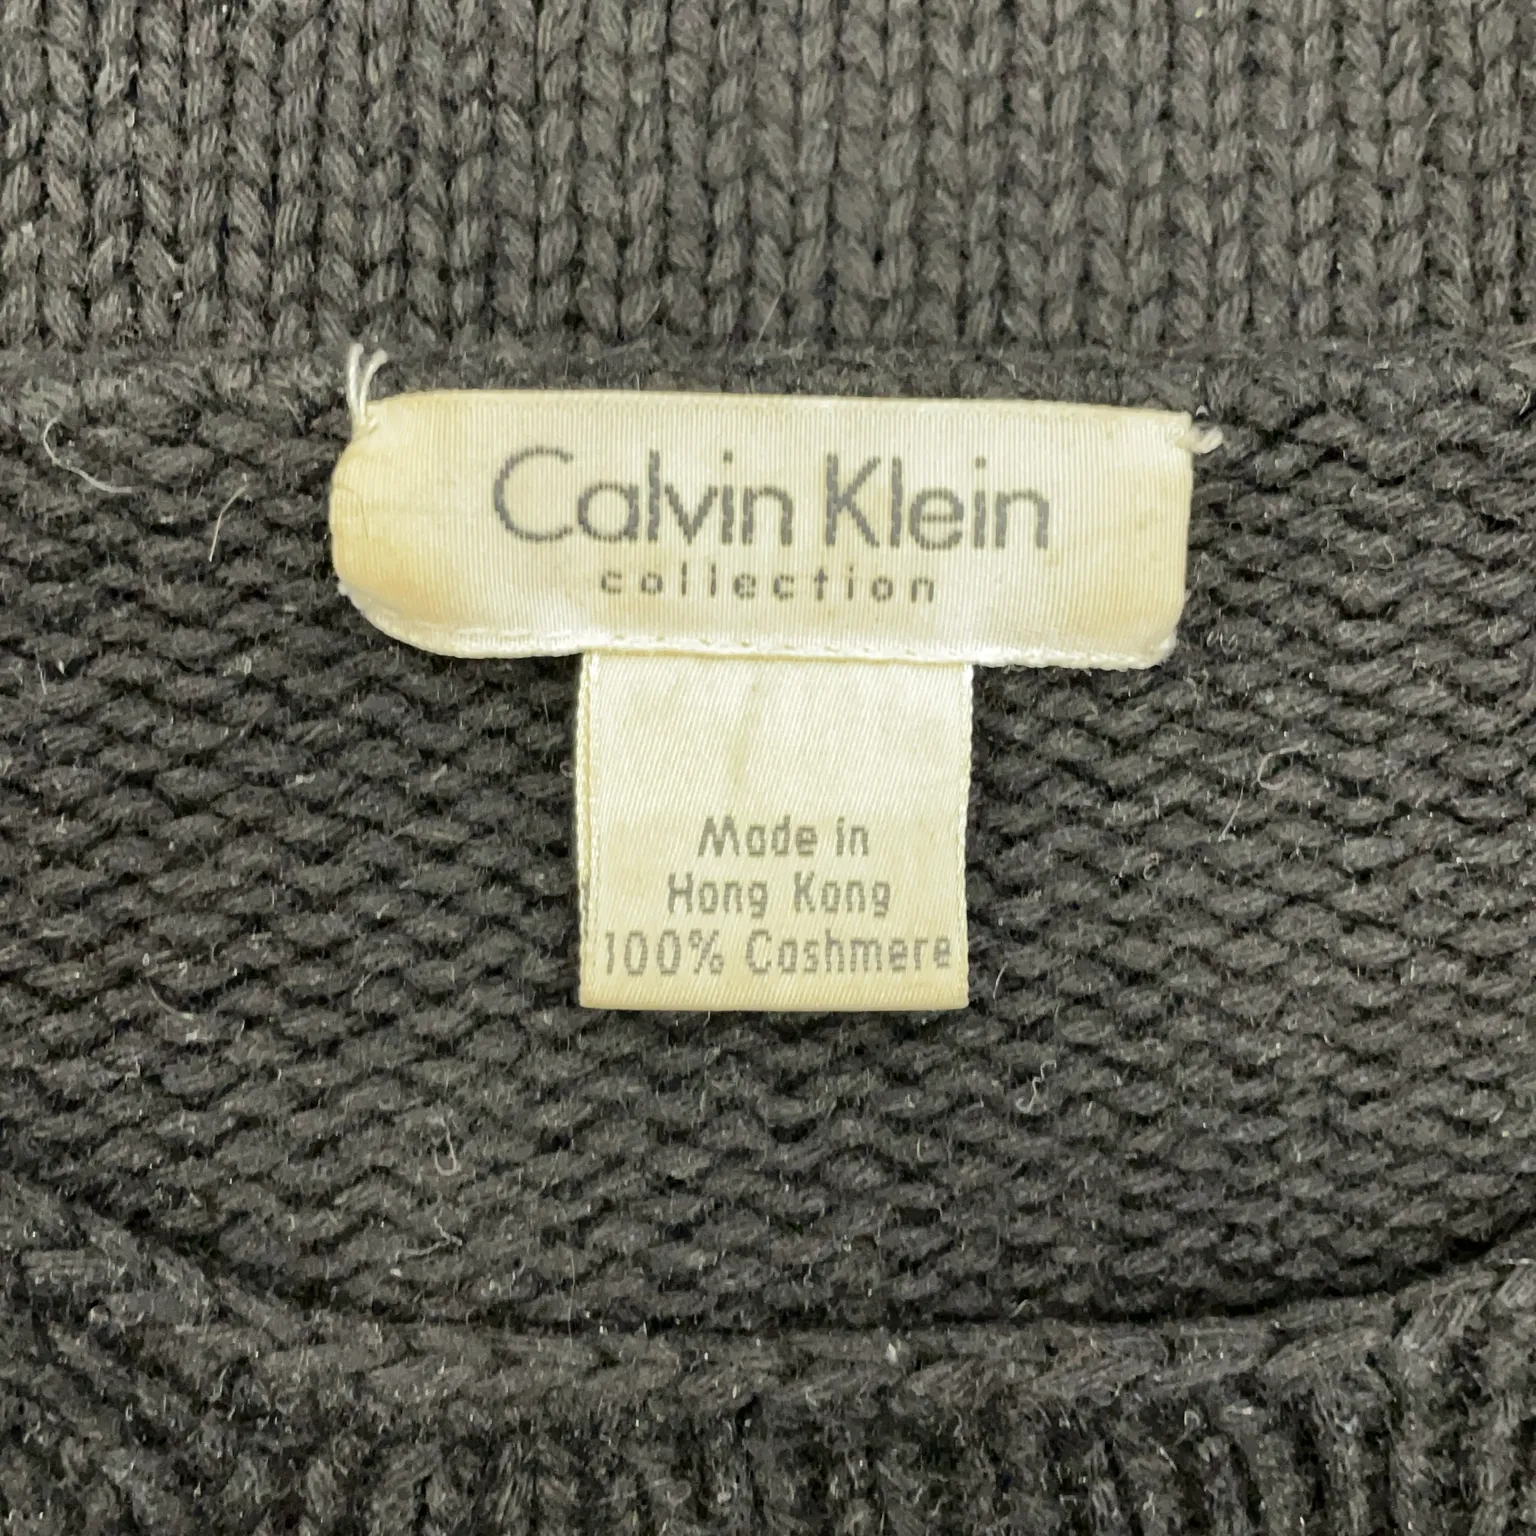 Calvin Klein
collection
Made in
Hong Kong
100% Cashmere